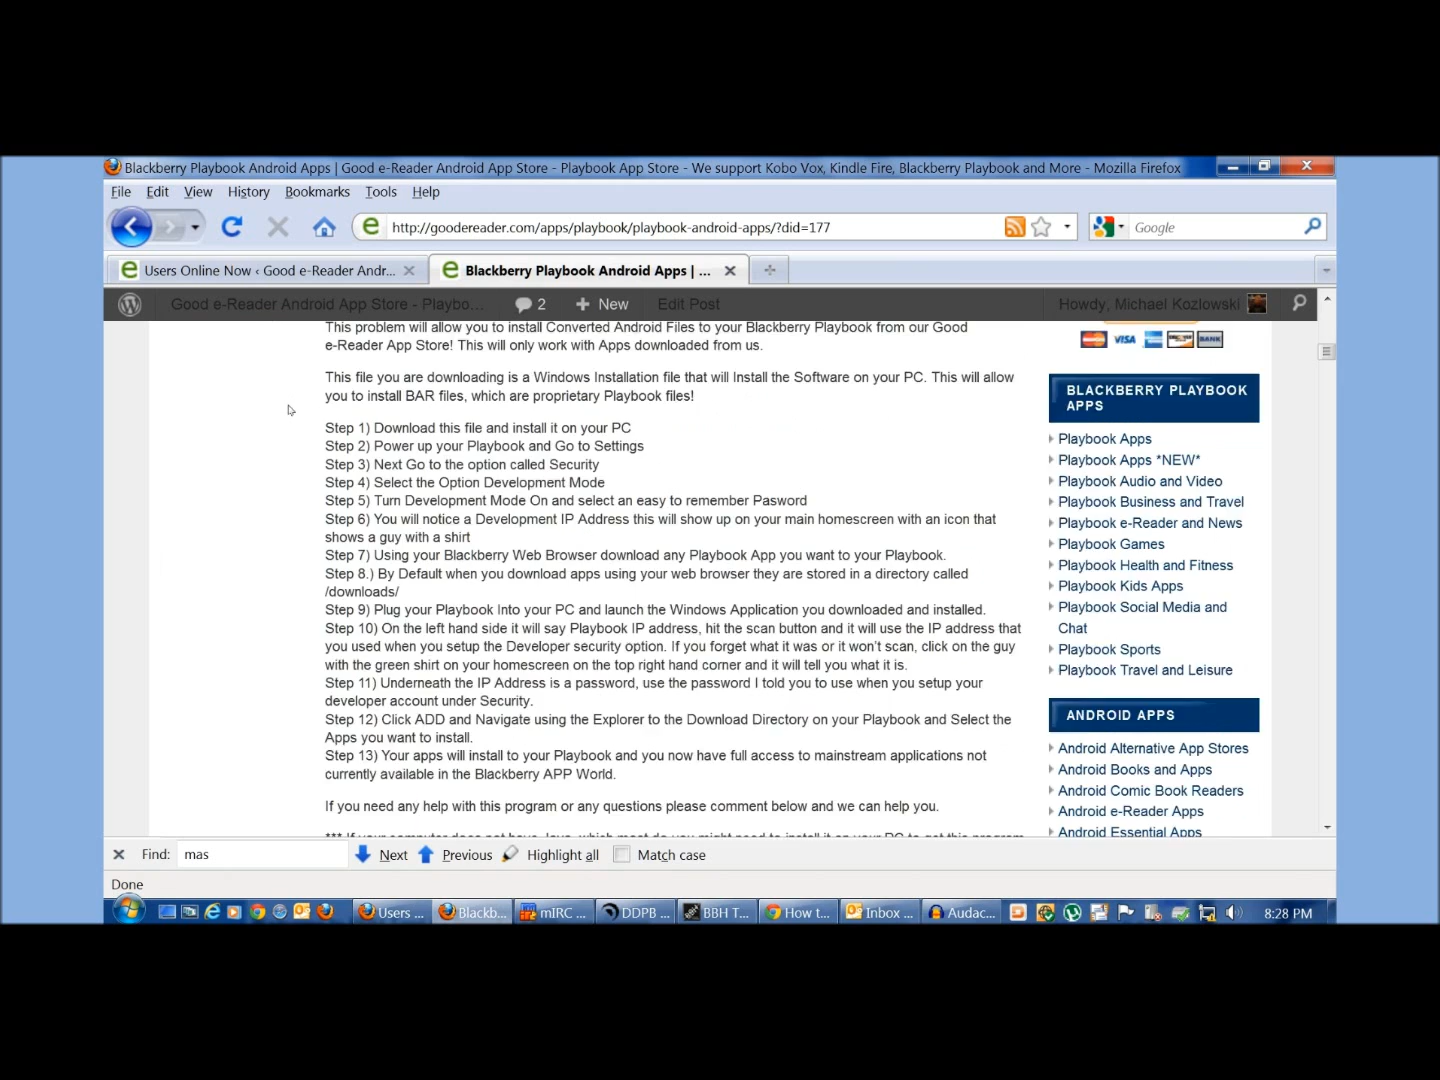 Blackberry Playbook Android Apps | Good e-Reader Android App Store - Playbook App Store - We support Kobo Vox, Kindle Fire, Blackberry Playbook and More - Mozilla Firefox
File Edit View History Bookmarks Tools Help
http://goodereader.com/apps/playbook/playbook-android-apps/?did=177
Google
Users Online Now ‹ Good e-Reader Andr...
Blackberry Playbook Android Apps | ...
Good e-Reader Android App Store - Playbo... 2 New Edit Post Howdy, Michael Kozlowski
This problem will allow you to install Converted Android Files to your Blackberry Playbook from our Good
e-Reader App Store! This will only work with Apps downloaded from us.
This file you are downloading is a Windows Installation file that will Install the Software on your PC. This will allow
you to install BAR files, which are proprietary Playbook files!
Step 1) Download this file and install it on your PC
Step 2) Power up your Playbook and Go to Settings
Step 3) Next Go to the option called Security
Step 4) Select the Option Development Mode
Step 5) Turn Development Mode On and select an easy to remember Pasword
Step 6) You will notice a Development IP Address this will show up on your main homescreen with an icon that
shows a guy with a shirt
Step 7) Using your Blackberry Web Browser download any Playbook App you want to your Playbook.
Step 8.) By Default when you download apps using your web browser they are stored in a directory called
/downloads/
Step 9) Plug your Playbook Into your PC and launch the Windows Application you downloaded and installed.
Step 10) On the left hand side it will say Playbook IP address, hit the scan button and it will use the IP address that
you used when you setup the Developer security option. If you forget what it was or it won't scan, click on the guy
with the green shirt on your homescreen on the top right hand corner and it will tell you what it is.
Step 11) Underneath the IP Address is a password, use the password I told you to use when you setup your
developer account under Security.
Step 12) Click ADD and Navigate using the Explorer to the Download Directory on your Playbook and Select the
Apps you want to install.
Step 13) Your apps will install to your Playbook and you now have full access to mainstream applications not
currently available in the Blackberry APP World.
If you need any help with this program or any questions please comment below and we can help you.
*** If your computer does not have Java, which most do you might need to install it on your PC to get this program
VISA BANK
BLACKBERRY PLAYBOOK
APPS
Playbook Apps
Playbook Apps *NEW*
Playbook Audio and Video
Playbook Business and Travel
Playbook e-Reader and News
Playbook Games
Playbook Health and Fitness
Playbook Kids Apps
Playbook Social Media and
Chat
Playbook Sports
Playbook Travel and Leisure
ANDROID APPS
Android Alternative App Stores
Android Books and Apps
Android Comic Book Readers
Android e-Reader Apps
Android Essential Apps
Find: mas Next Previous Highlight all Match case
Done
Users ... Blackb... mIRC ... DDPB ... BBH T... How t... Inbox ... Audac... 8:28 PM